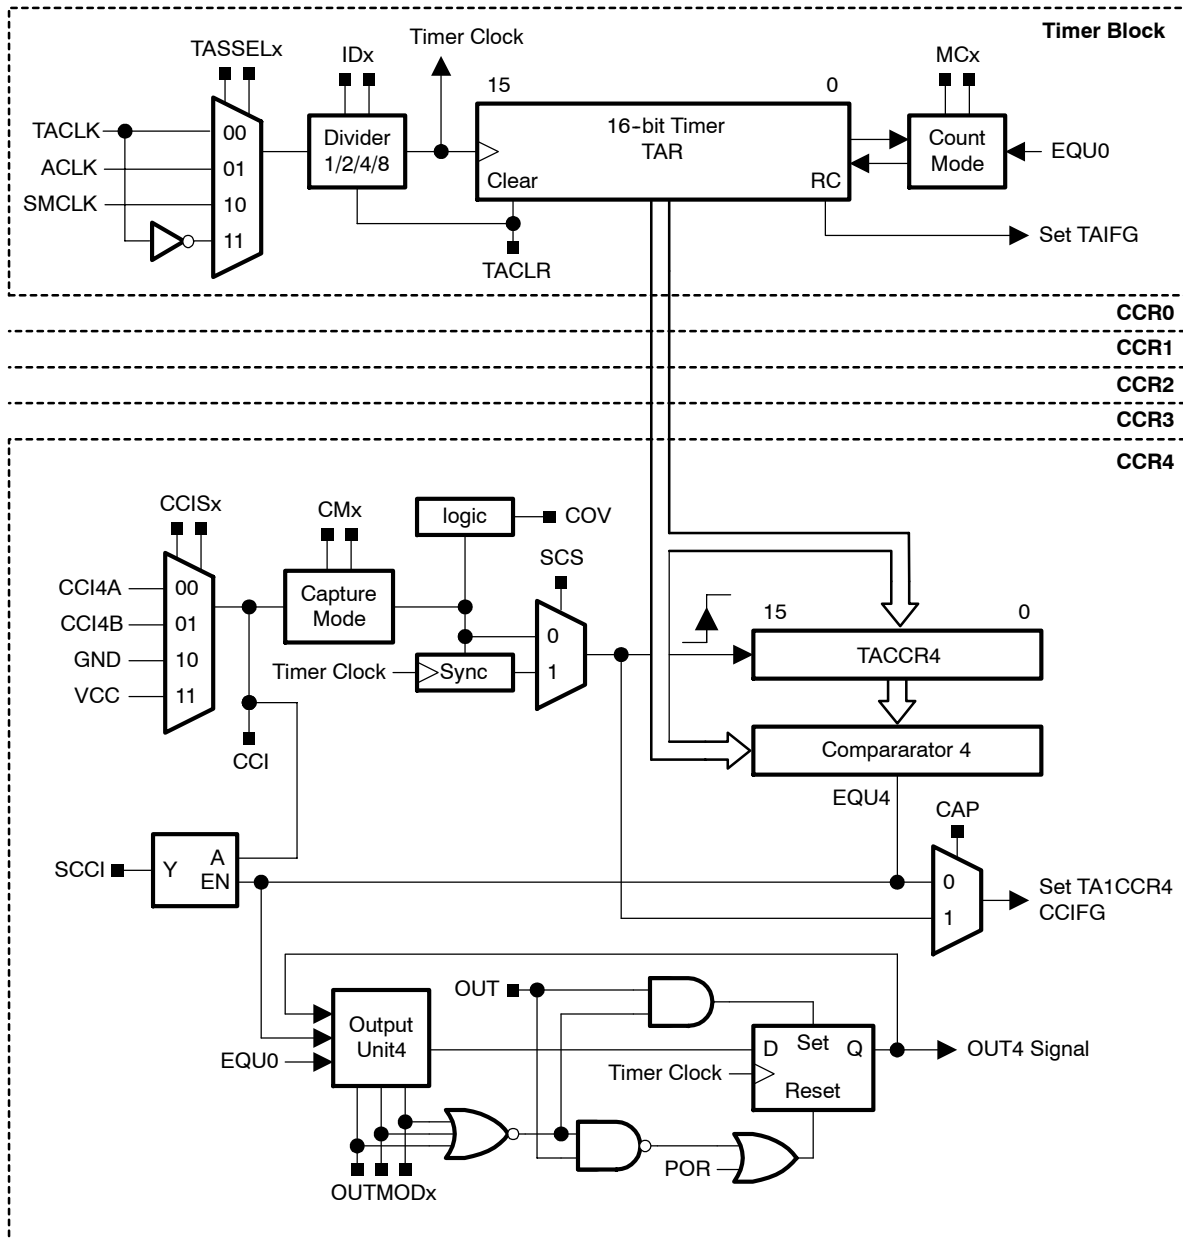 Timer Block
Timer Clock
TASSELx
IDx
MCx
15
0
TACLK
ACLK
SMCLK
00
01
10
11
Divider
1/2/4/8
16-bit Timer
TAR
Clear
RC
Count
Mode
EQU0
Set TAIFG
TACLR
CCR0
CCR1
CCR2
CCR3
CCR4
CCISx
CMx
logic
COV
SCS
CCI4A
CCI4B
GND
VCC
00
01
10
11
Capture
Mode
Timer Clock
Sync
0
1
15
0
TACCR4
CCI
Compararator 4
EQU4
CAP
SCCI
Y
A
EN
0
1
Set TA1CCR4
CCIFG
OUT
Output
Unit4
EQU0
D
Set
Q
Timer Clock
Reset
OUT4 Signal
POR
OUTMODx